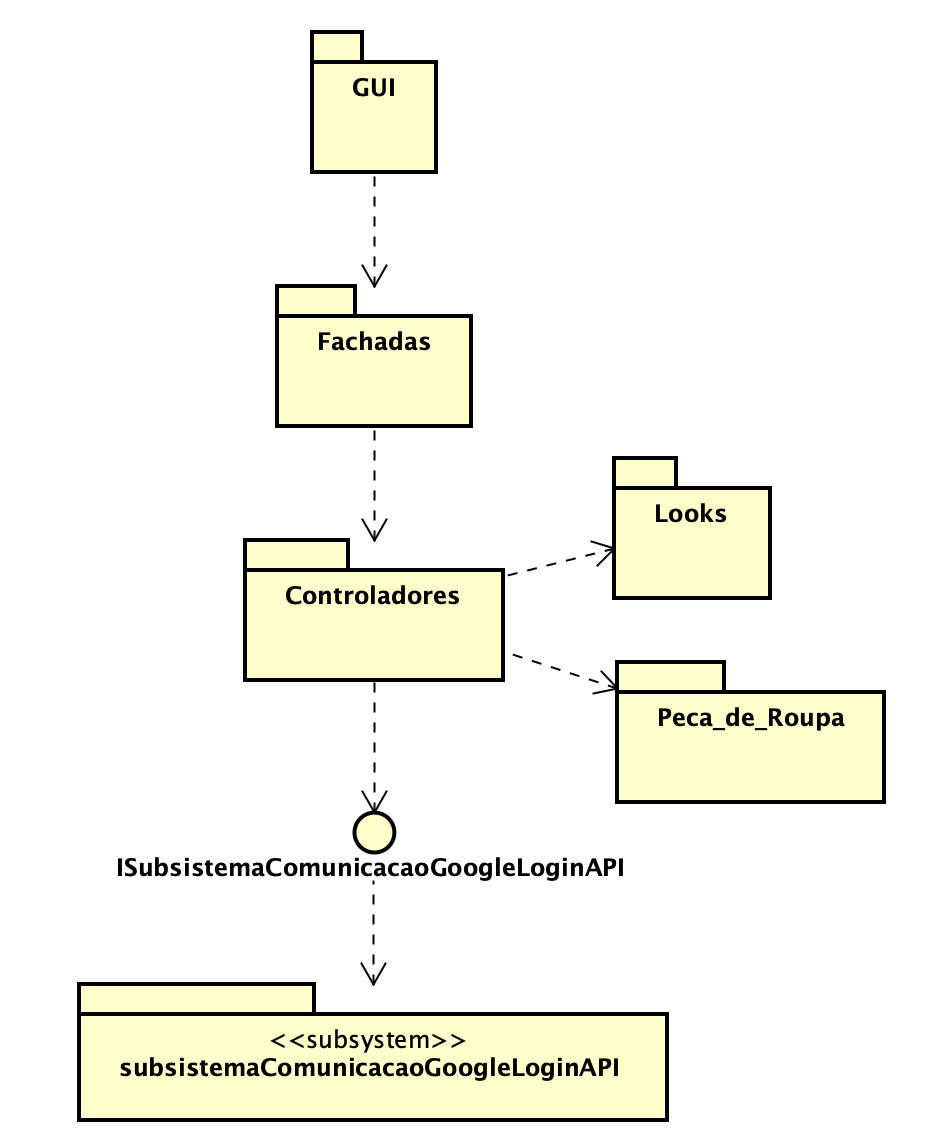 GUI
Fachadas
Looks
Controladores
Peca_de_Roupa
ISubsistemaComunicacaoGoogleLoginAPI
<<subsystem>>
subsistemaComunicacaoGoogleLoginAPI